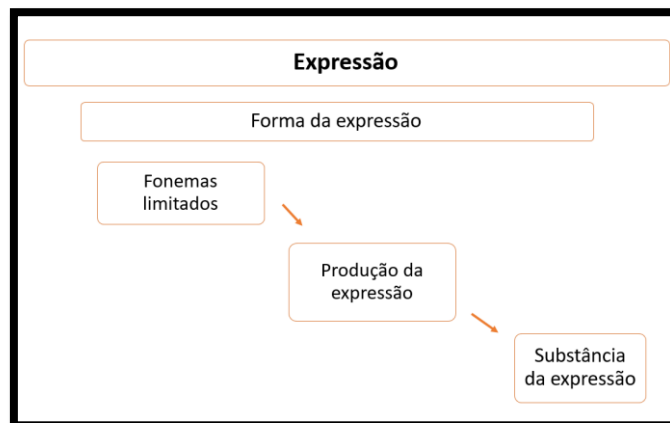 Expressão
Forma da expressão
Fonemas
limitados
Produção da
expressão
Substância
da expressão